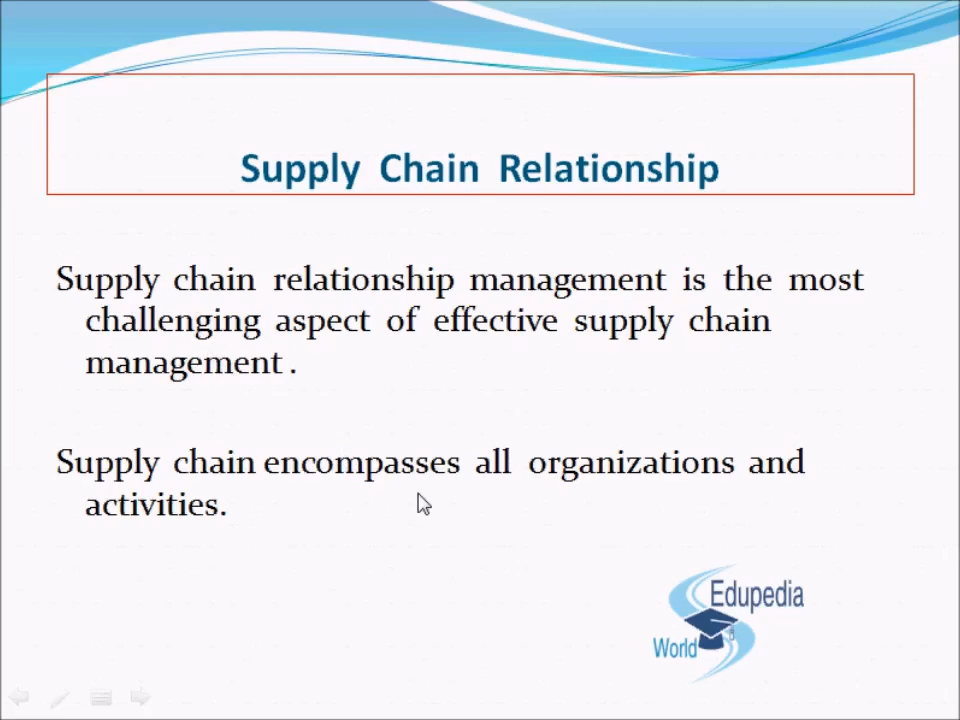 Supply Chain Relationship
Supply chain relationship management is the most
challenging aspect of effective supply chain
management .
Supply chain encompasses all organizations and
activities.
Edupedia
World